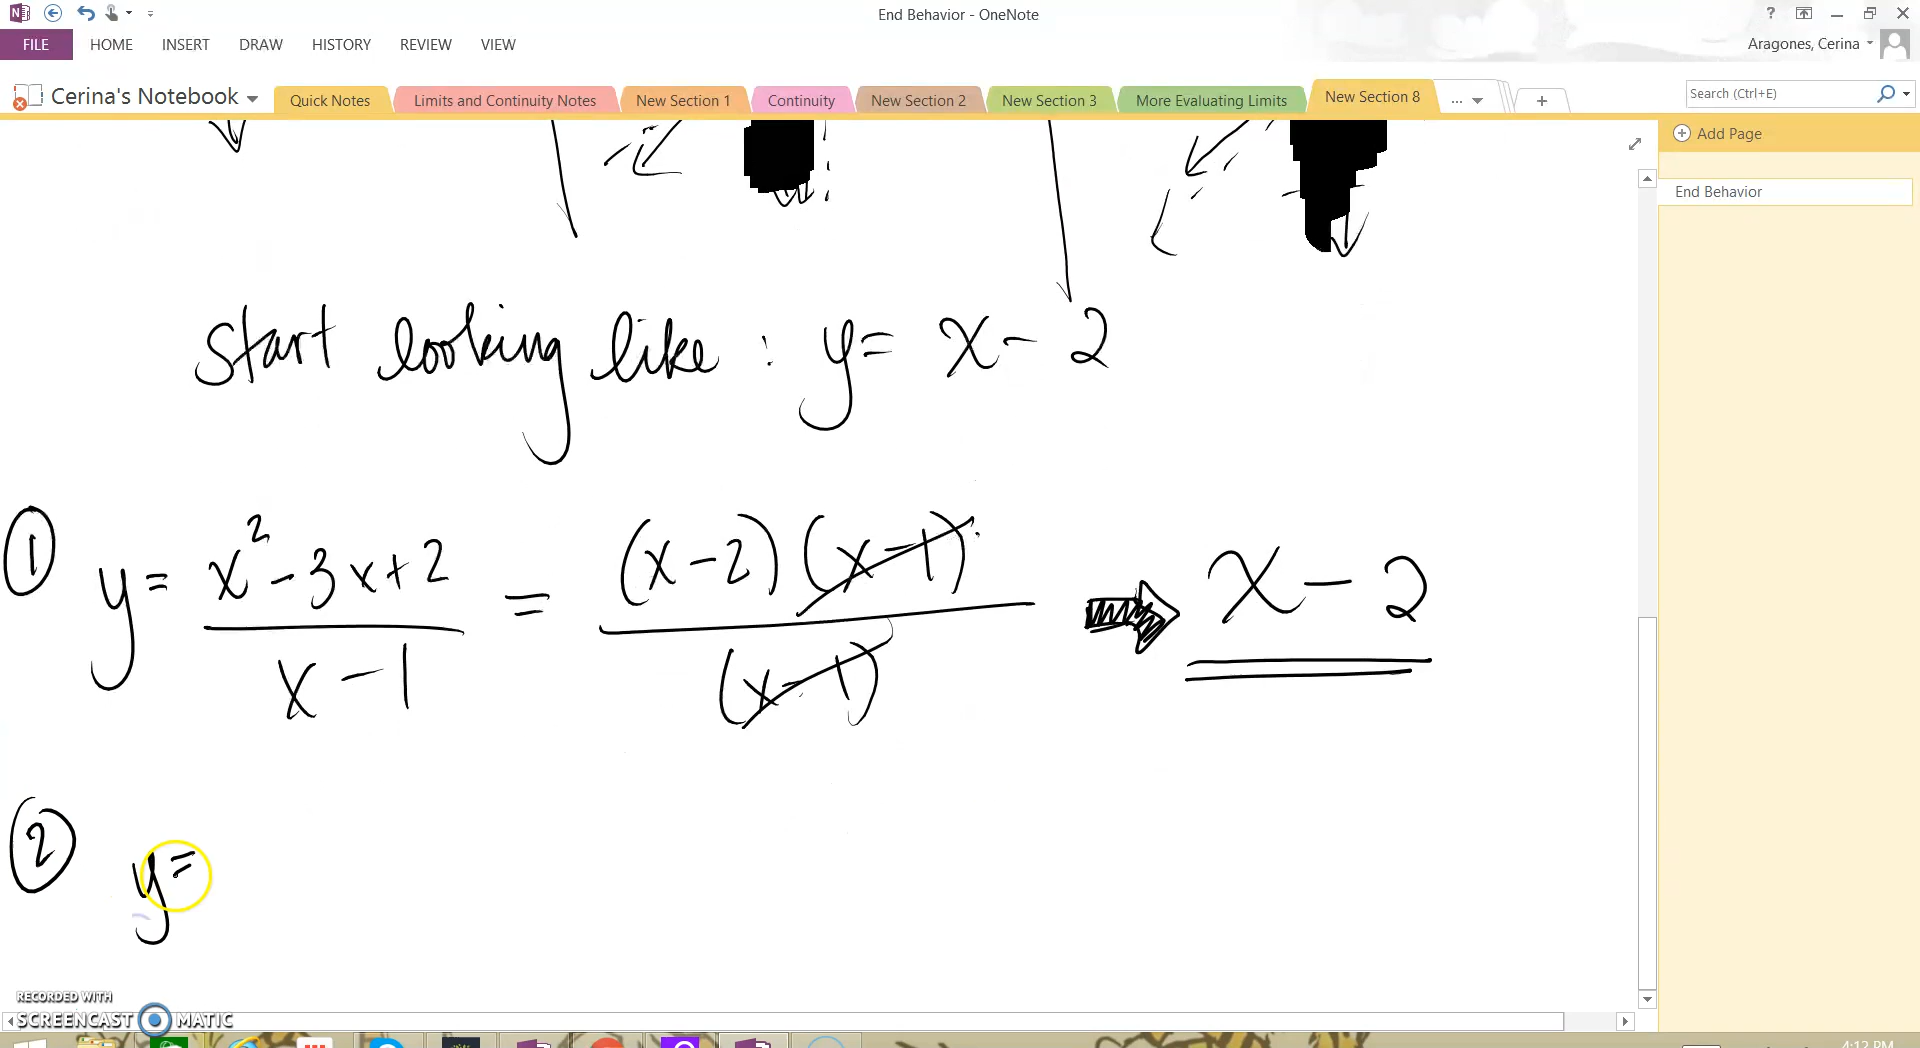 End Behavior - OneNote
?
FILE HOME INSERT DRAW HISTORY REVIEW VIEW
Aragones, Cerina
Cerina's Notebook
Quick Notes
Limits and Continuity Notes
New Section 1
Continuity
New Section 2
New Section 3
More Evaluating Limits
New Section 8
...
Search (Ctrl+E)
Add Page
End Behavior
start looking like : y = x - 2
① y = x² - 3x + 2 / x - 1 = (x - 2)(x - 1) / (x - 1) ➡ x - 2
② y =
RECORDED WITH
SCREENCAST MATIC
4:12 PM